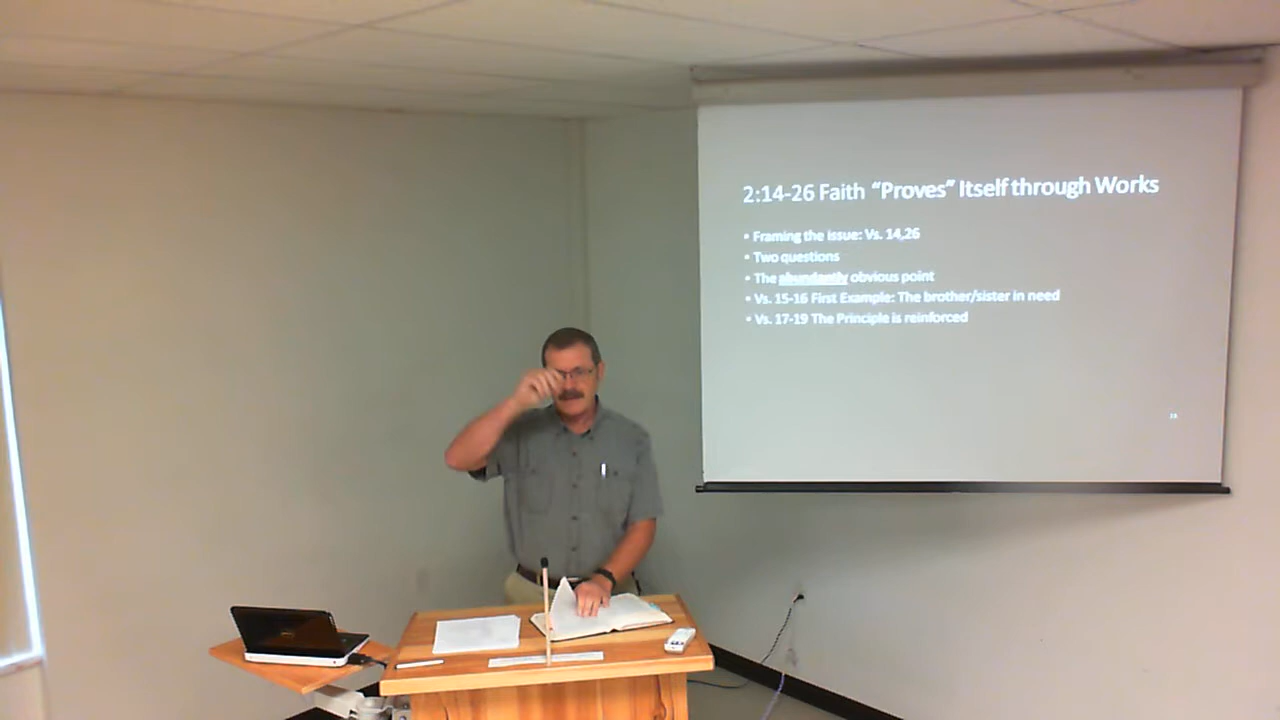 2:14-26 Faith “Proves” Itself through Works
• Framing the issue: Vs. 14,26
• Two questions
• The abundantly obvious point
• Vs. 15-16 First Example: The brother/sister in need
• Vs. 17-19 The Principle is reinforced